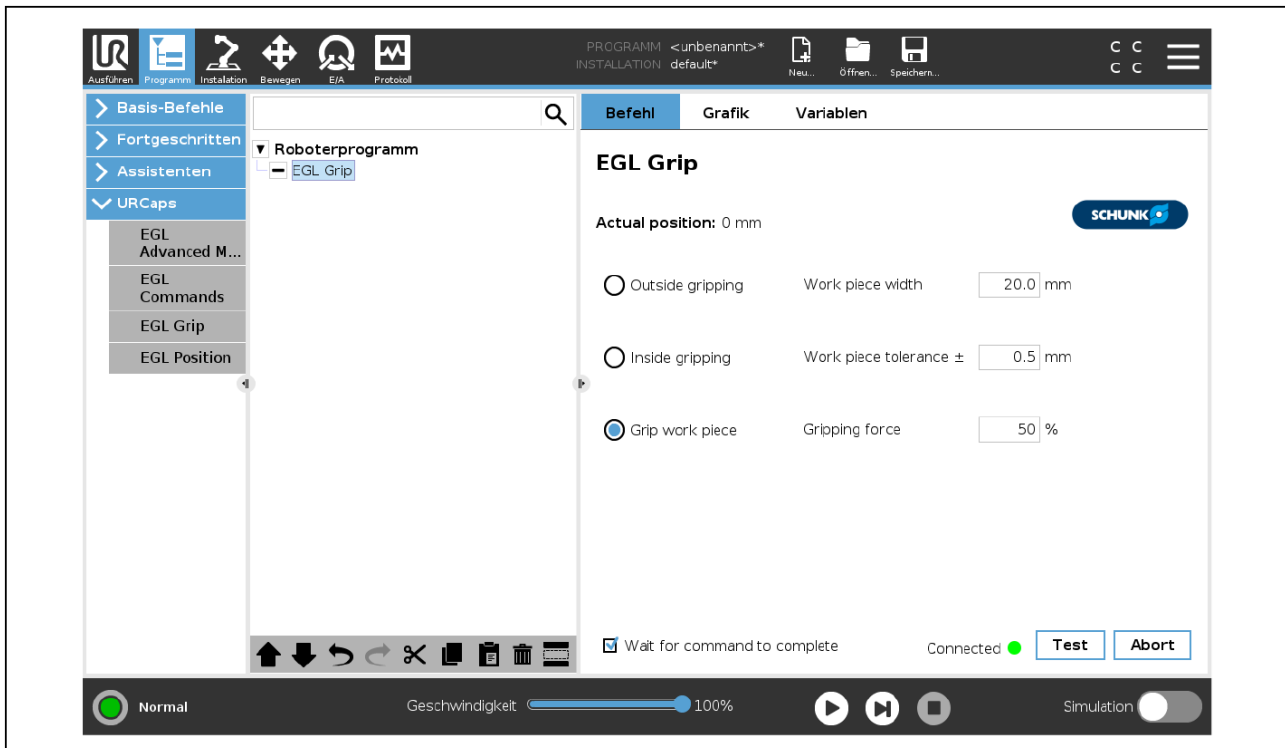 PROGRAMM <unbenannt>*
INSTALLATION default*
C C
C C
Ausführen Programm Instalation Bewegen E/A Protokoll Neu... Öffnen... Speichern...
Basis-Befehle
Fortgeschritten
Assistenten
URCaps
EGL
Advanced M...
EGL
Commands
EGL Grip
EGL Position
Roboterprogramm
EGL Grip
Befehl Grafik Variablen
EGL Grip
SCHUNK
Actual position: 0 mm
Outside gripping Work piece width 20.0 mm
Inside gripping Work piece tolerance ± 0.5 mm
Grip work piece Gripping force 50 %
Wait for command to complete Connected Test Abort
Normal Geschwindigkeit 100% Simulation